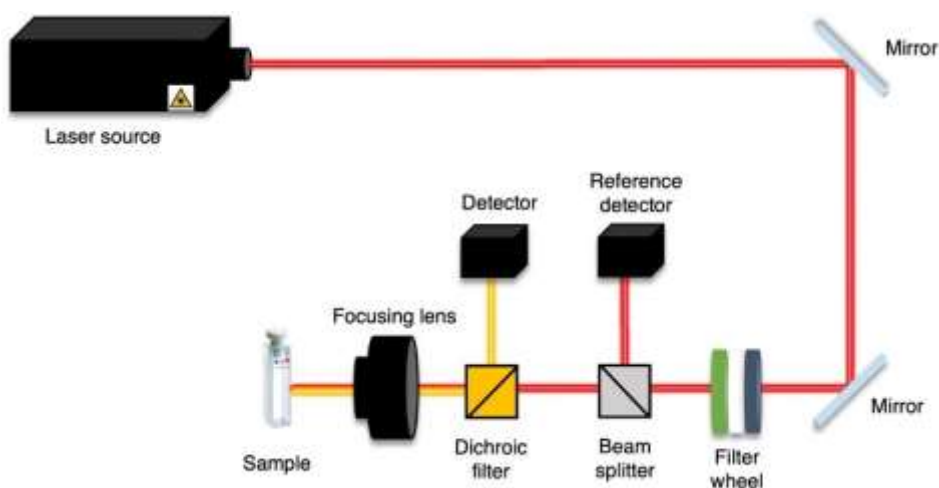 Mirror
Laser source
Reference
detector
Detector
Focusing lens
Mirror
Sample
Dichroic
filter
Beam
splitter
Filter
wheel